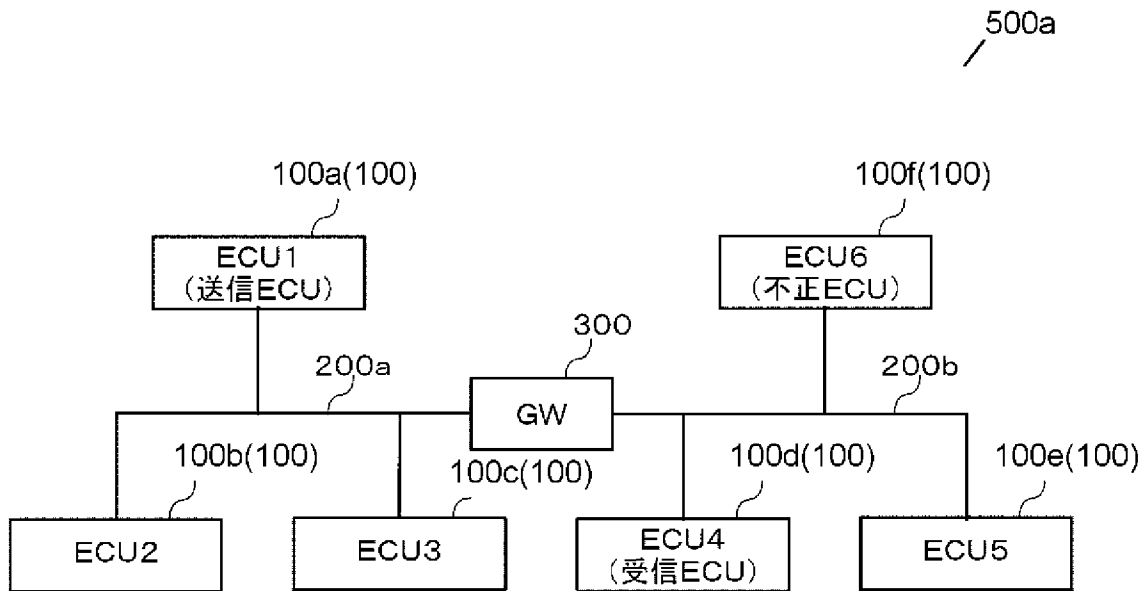 500a
100a(100)
100f(100)
ECU1
(送信ECU)
ECU6
(不正ECU)
300
200a
200b
GW
100b(100)
100c(100)
100d(100)
100e(100)
ECU2
ECU3
ECU4
(受信ECU)
ECU5